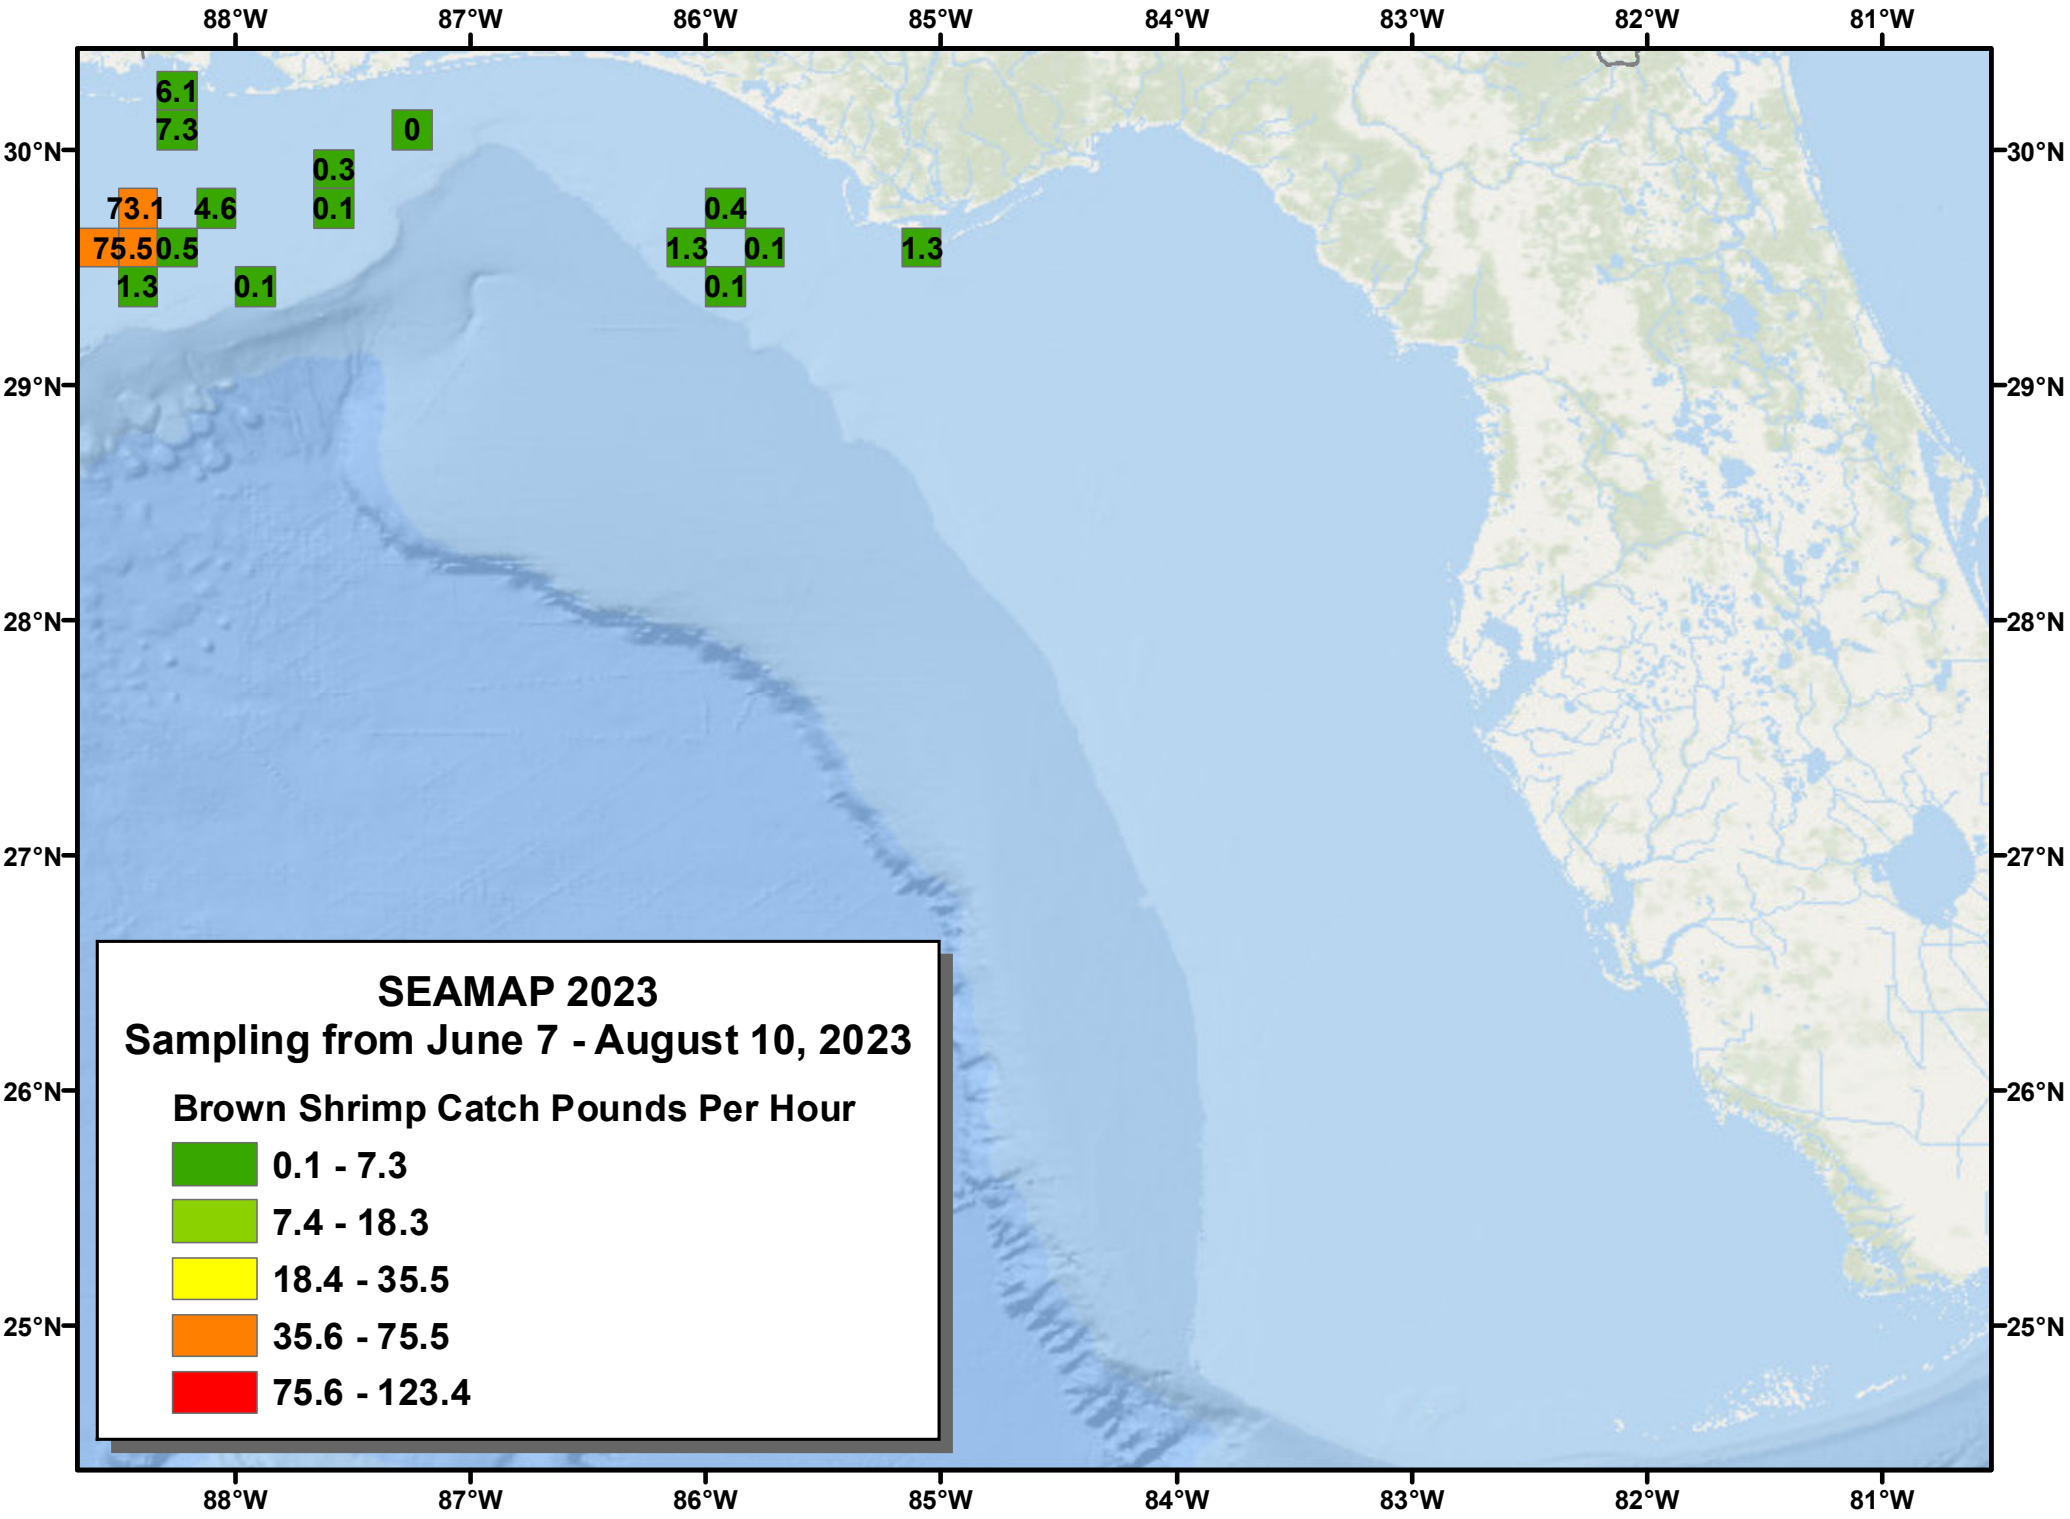 88°W 87°W 86°W 85°W 84°W 83°W 82°W 81°W
6.1
7.3 0
30°N 30°N
0.3
73.1 4.6 0.1 0.4
75.5 0.5 1.3 0.1 1.3
1.3 0.1 0.1
29°N 29°N
28°N 28°N
27°N 27°N
SEAMAP 2023
Sampling from June 7 - August 10, 2023
26°N 26°N
Brown Shrimp Catch Pounds Per Hour
0.1 - 7.3
7.4 - 18.3
18.4 - 35.5
25°N 25°N
35.6 - 75.5
75.6 - 123.4
88°W 87°W 86°W 85°W 84°W 83°W 82°W 81°W